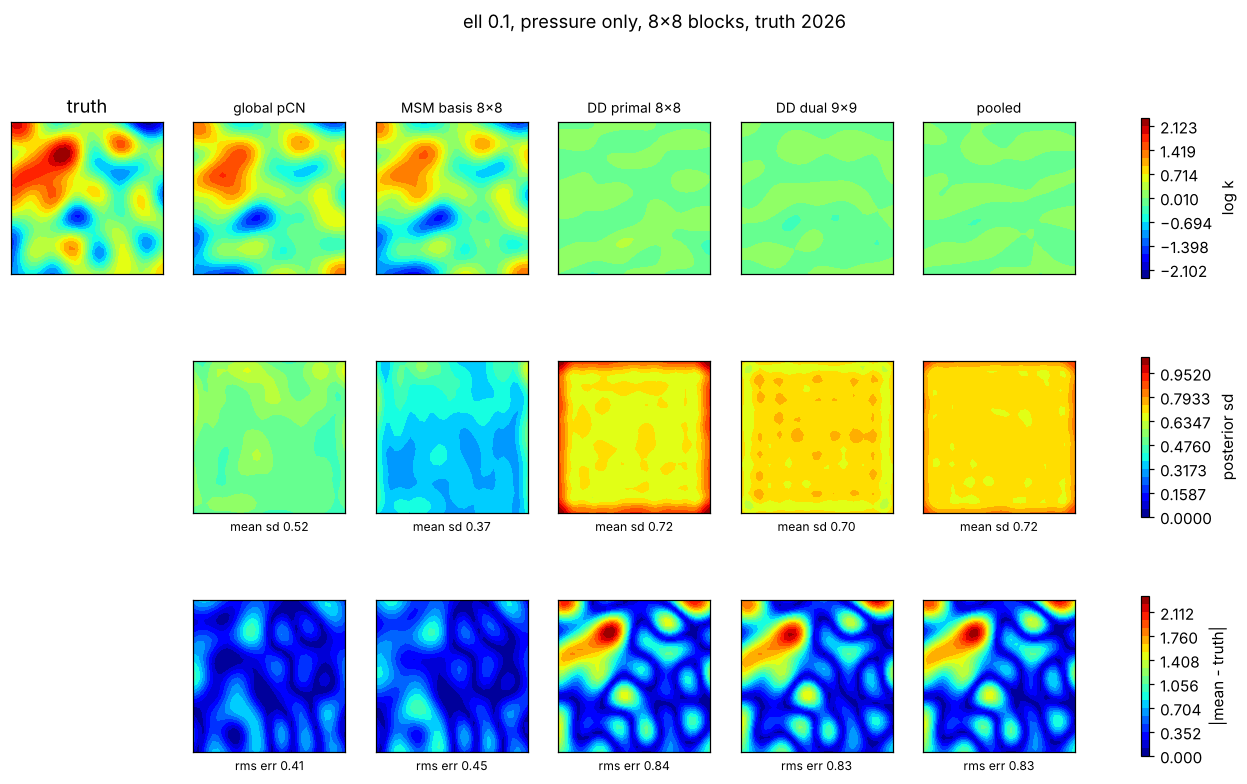 ell 0.1, pressure only, 8×8 blocks, truth 2026
truth
global pCN
MSM basis 8×8
DD primal 8×8
DD dual 9×9
pooled
2.123
1.419
0.714
0.010
−0.694
−1.398
−2.102
log k
0.9520
0.7933
0.6347
0.4760
0.3173
0.1587
0.0000
posterior sd
mean sd 0.52
mean sd 0.37
mean sd 0.72
mean sd 0.70
mean sd 0.72
2.112
1.760
1.408
1.056
0.704
0.352
0.000
|mean - truth|
rms err 0.41
rms err 0.45
rms err 0.84
rms err 0.83
rms err 0.83